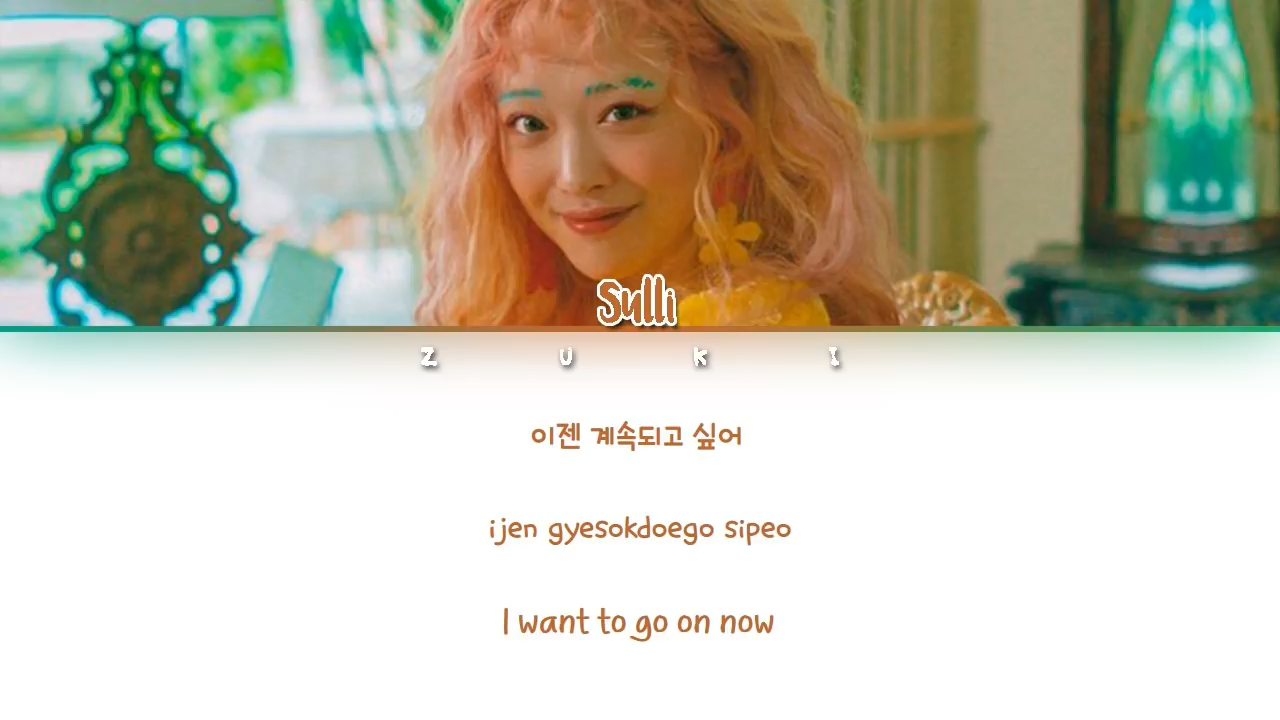 Sulli
Z U K I
이젠 계속되고 싶어
ijen gyesokdoego sipeo
I want to go on now